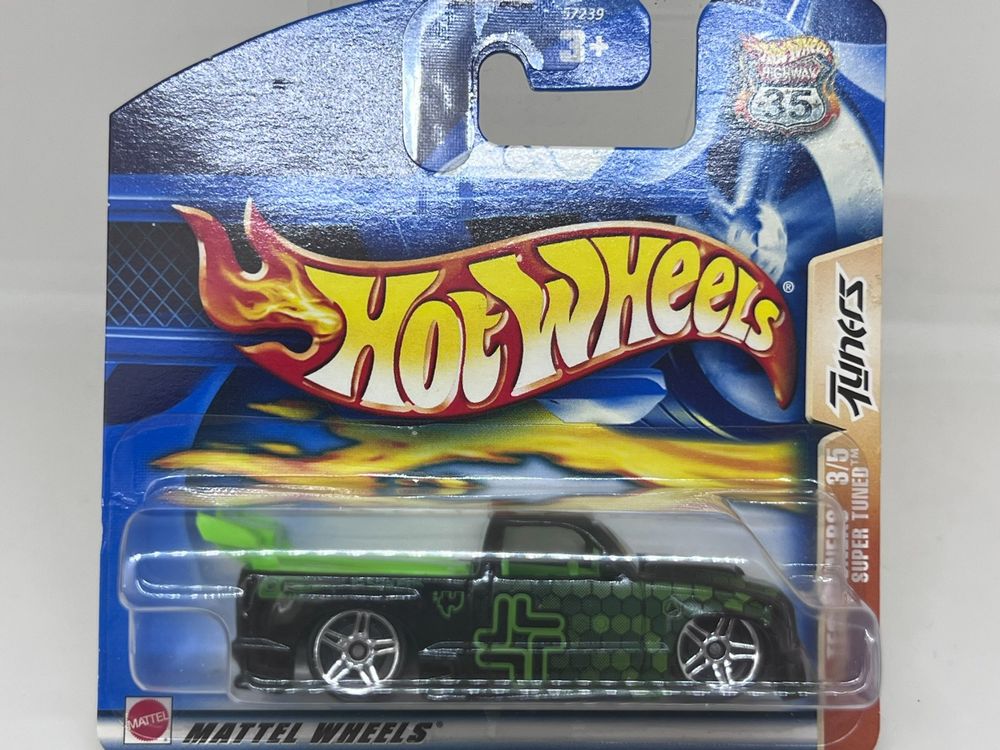 57239
3+
HOT WHEELS
HIGHWAY
35
HOT WHEELS®
Tuners
3/5
SUPER TUNED™
MATTEL
MATTEL WHEELS®